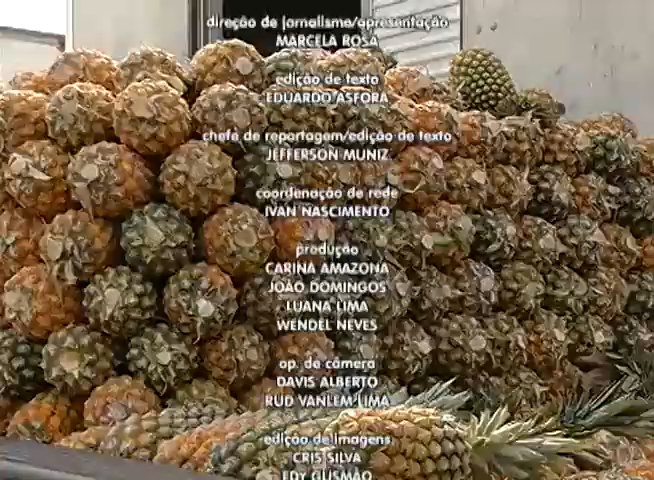 direção de jornalismo/apresentação
MARCELA ROSA
edição de texto
EDUARDO ASFORA
chefe de reportagem/edição de texto
JEFFERSON MUNIZ
coordenação de rede
IVAN NASCIMENTO
produção
CARINA AMAZONA
JOÃO DOMINGOS
LUANA LIMA
WENDEL NEVES
op. de câmera
DAVIS ALBERTO
RUD VANLEM LIMA
edição de imagens
CRIS SILVA
EDY GUSMÃO